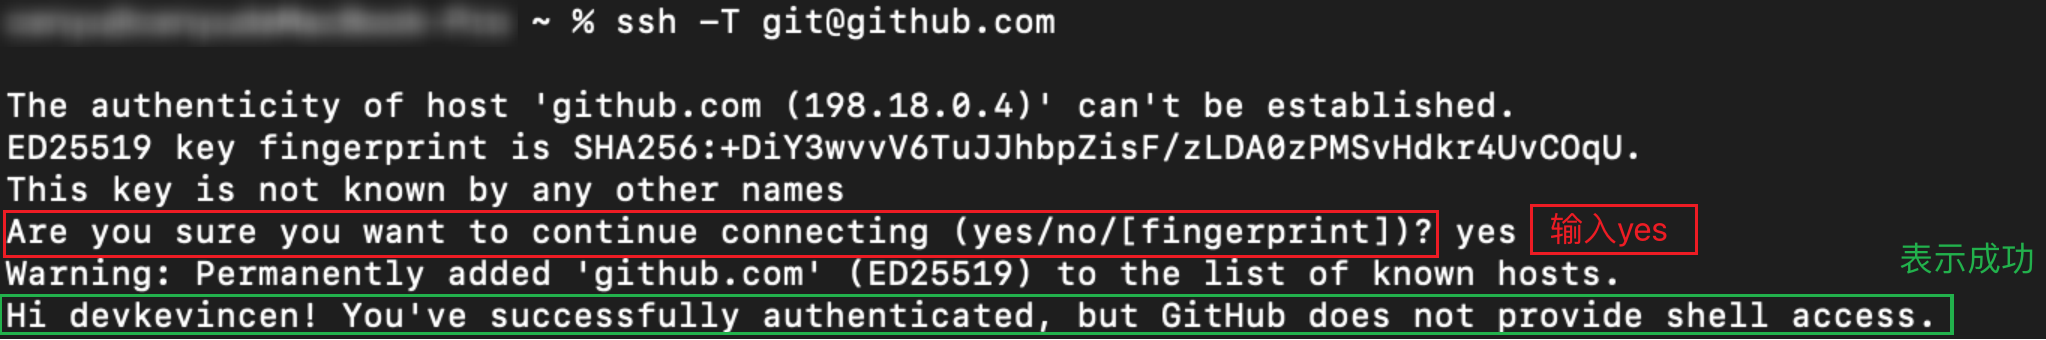 ~ % ssh -T git@github.com
The authenticity of host 'github.com (198.18.0.4)' can't be established.
ED25519 key fingerprint is SHA256:+DiY3wvvV6TuJJhbpZisF/zLDA0zPMSvHdkr4UvCOqU.
This key is not known by any other names
Are you sure you want to continue connecting (yes/no/[fingerprint])? yes 输入yes
Warning: Permanently added 'github.com' (ED25519) to the list of known hosts.
表示成功
Hi devkevincen! You've successfully authenticated, but GitHub does not provide shell access.